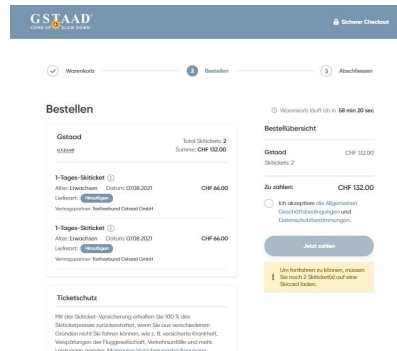 GSTAAD
COME UP SLOW DOWN
Sicherer Checkout
Warenkorb
2 Bestellen
3 Abschliessen
Bestellen
Warenkorb läuft ab in 58 min 20 sec
Gstaad
GSTAAD
Total Skitickets: 2
Summe: CHF 132.00
1-Tages-Skiticket
Alter: Erwachsen Datum: 07.08.2021 CHF 66.00
Lieferart: Hinzufügen
Vertragspartner: Tarifverbund Gstaad GmbH
1-Tages-Skiticket
Alter: Erwachsen Datum: 07.08.2021 CHF 66.00
Lieferart: Hinzufügen
Vertragspartner: Tarifverbund Gstaad GmbH
Ticketschutz
Mit der Skiticket-Versicherung erhalten Sie 100 % des
Skiticketpreises zurückerstattet, wenn Sie aus verschiedenen
Gründen nicht Ski fahren können, wie z. B. versicherte Krankheit,
Verspätungen der Fluggesellschaft, Verkehrsunfälle und mehr.
Bestellübersicht
Gstaad CHF 132.00
Skitickets: 2
Zu zahlen: CHF 132.00
Ich akzeptiere die Allgemeinen
Geschäftsbedingungen und
Datenschutzbestimmungen.
Jetzt zahlen
! Um fortfahren zu können, müssen
Sie noch 2 Skiticket(s) auf eine
Skicard laden.